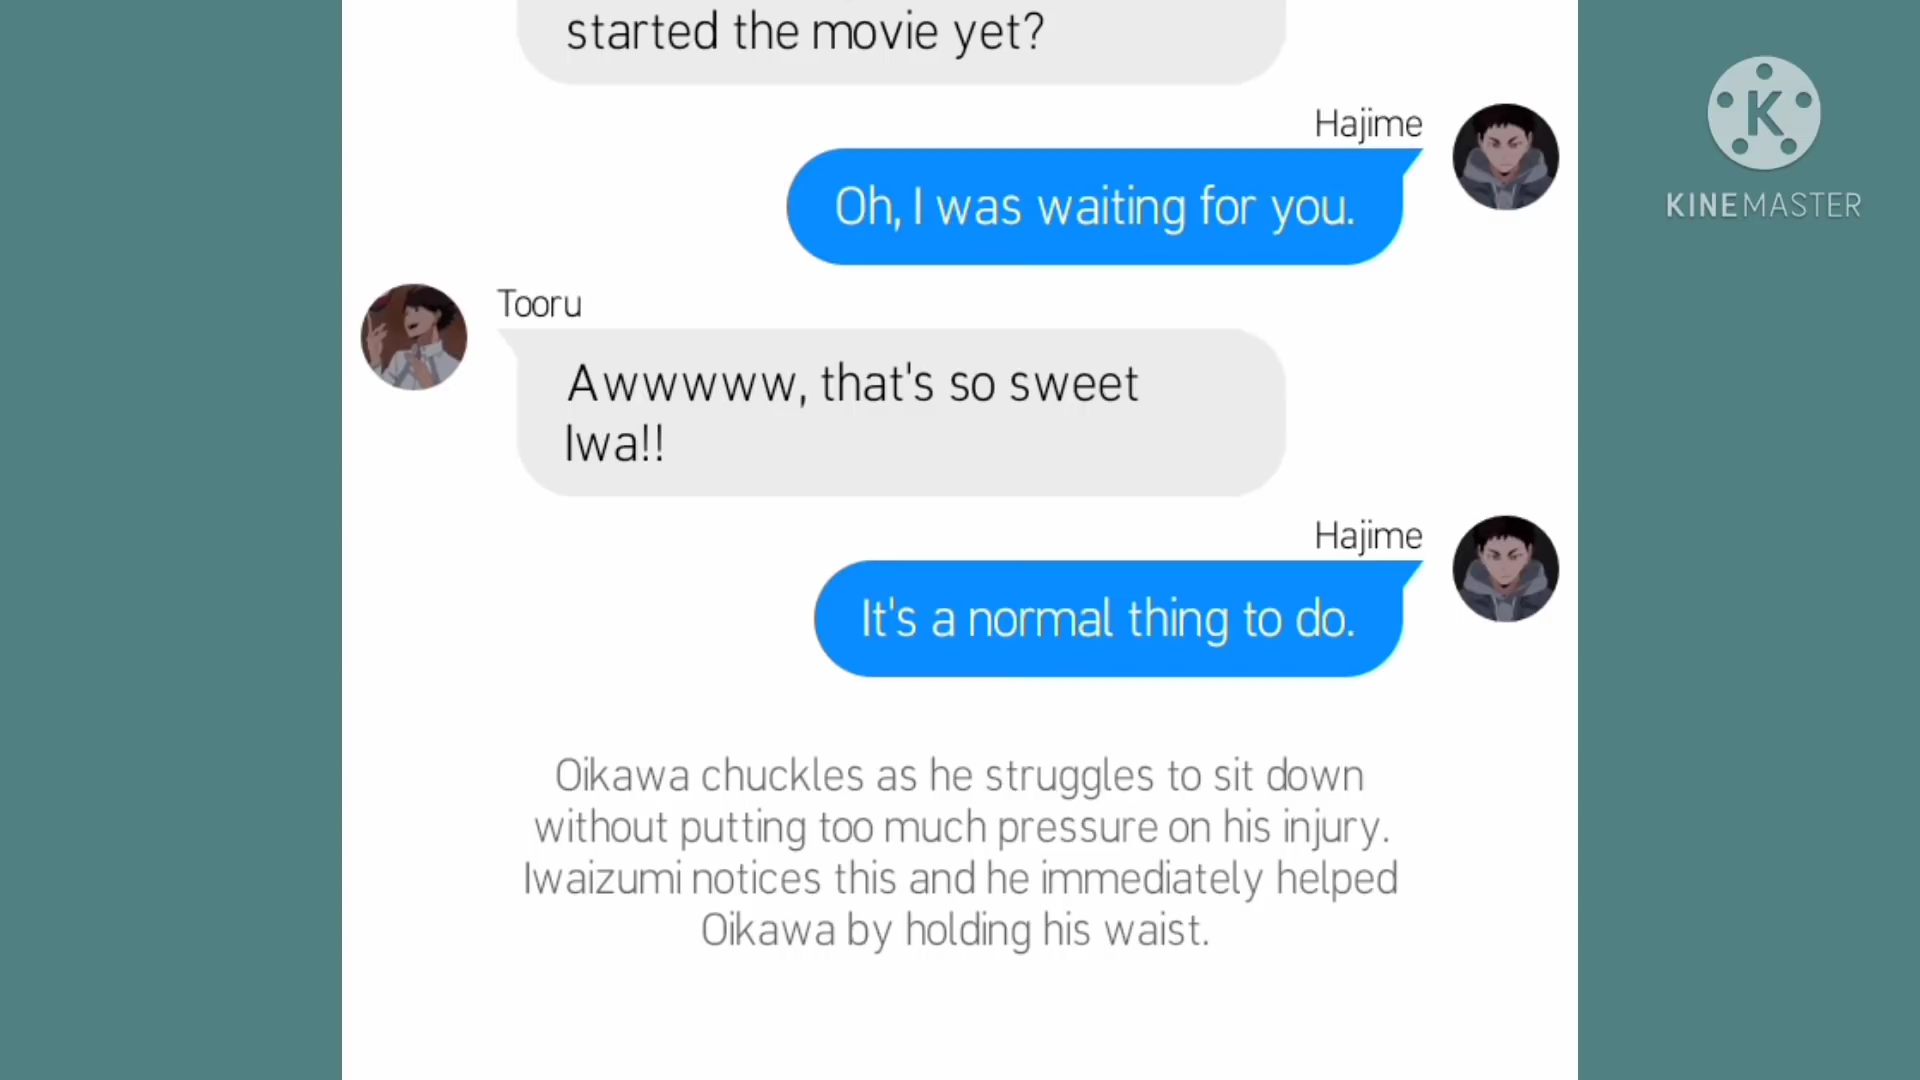 started the movie yet?
Hajime
Oh, I was waiting for you.
Tooru
Awwwww, that's so sweet
Iwa!!
Hajime
It's a normal thing to do.
Oikawa chuckles as he struggles to sit down
without putting too much pressure on his injury.
Iwaizumi notices this and he immediately helped
Oikawa by holding his waist.
K
KINEMASTER